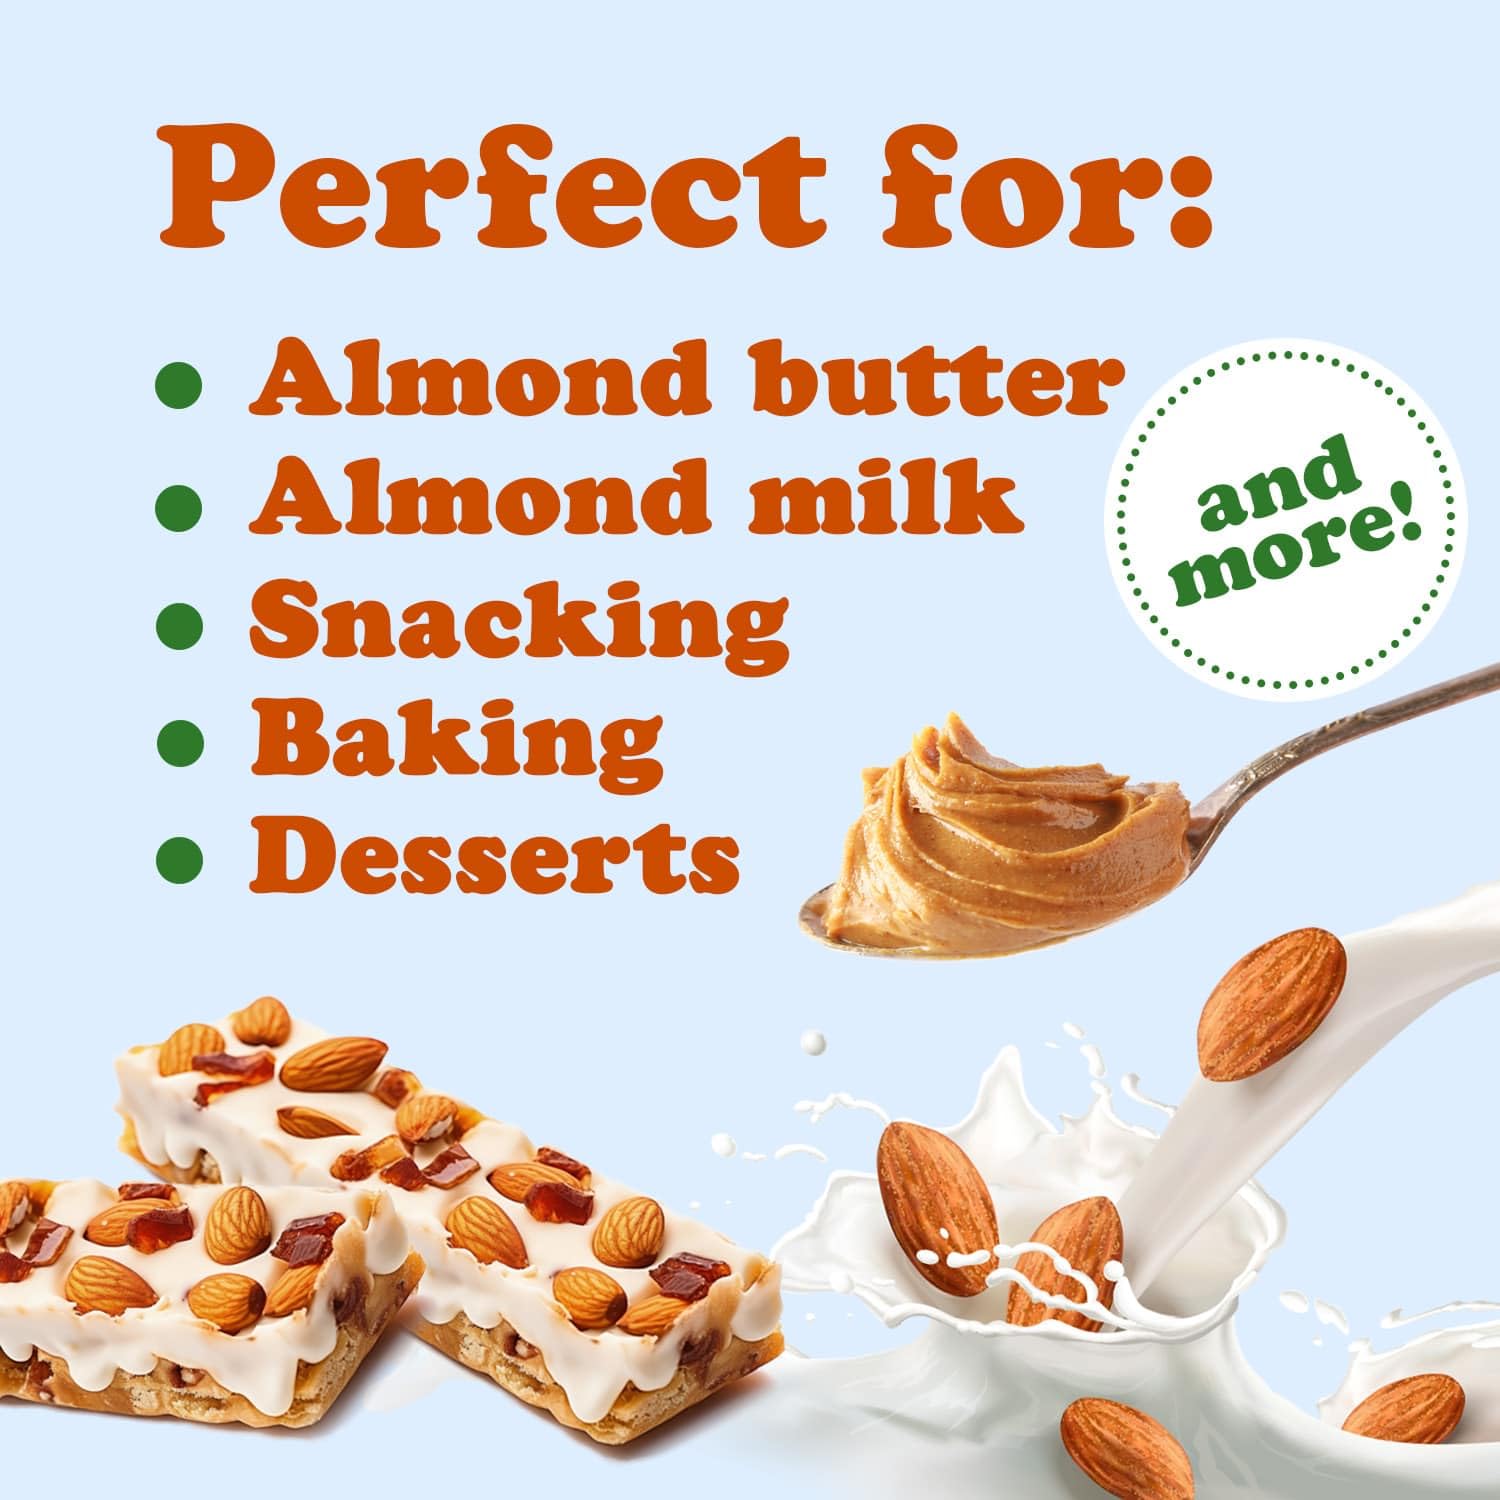 Perfect for:
Almond butter
Almond milk
Snacking
Baking
Desserts
and
more!